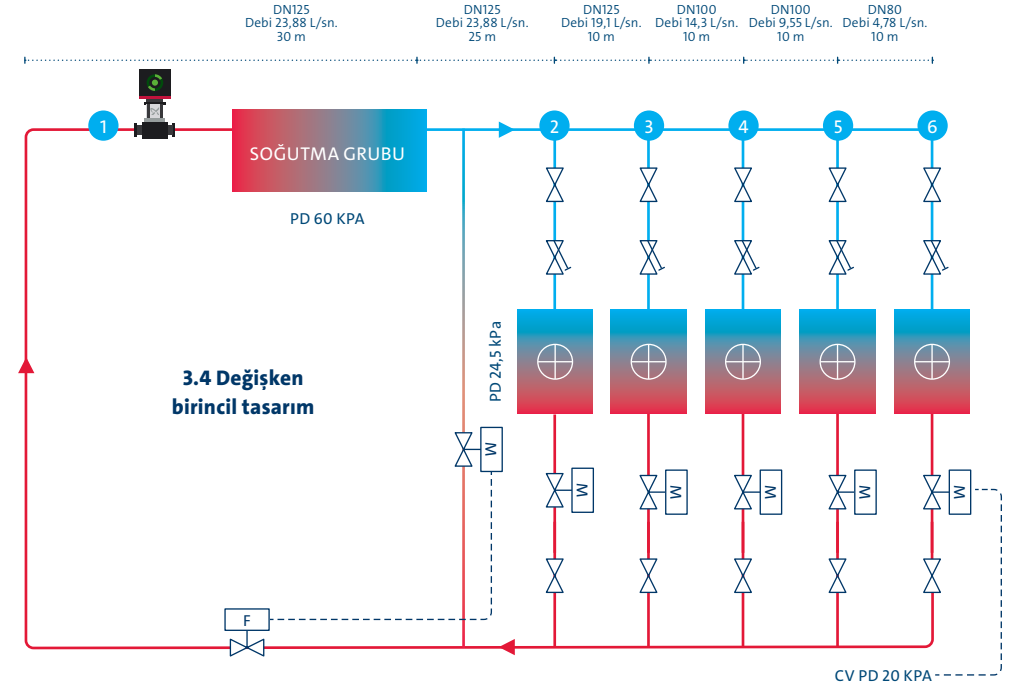 DN125
Debi 23,88 L/sn.
30 m
DN125
Debi 23,88 L/sn.
25 m
DN125
Debi 19,1 L/sn.
10 m
DN100
Debi 14,3 L/sn.
10 m
DN100
Debi 9,55 L/sn.
10 m
DN80
Debi 4,78 L/sn.
10 m
1
SOĞUTMA GRUBU
2
3
4
5
6
PD 60 KPA
PD 24,5 kPa
3.4 Değişken
birincil tasarım
M
M
M
M
M
M
F
CV PD 20 KPA